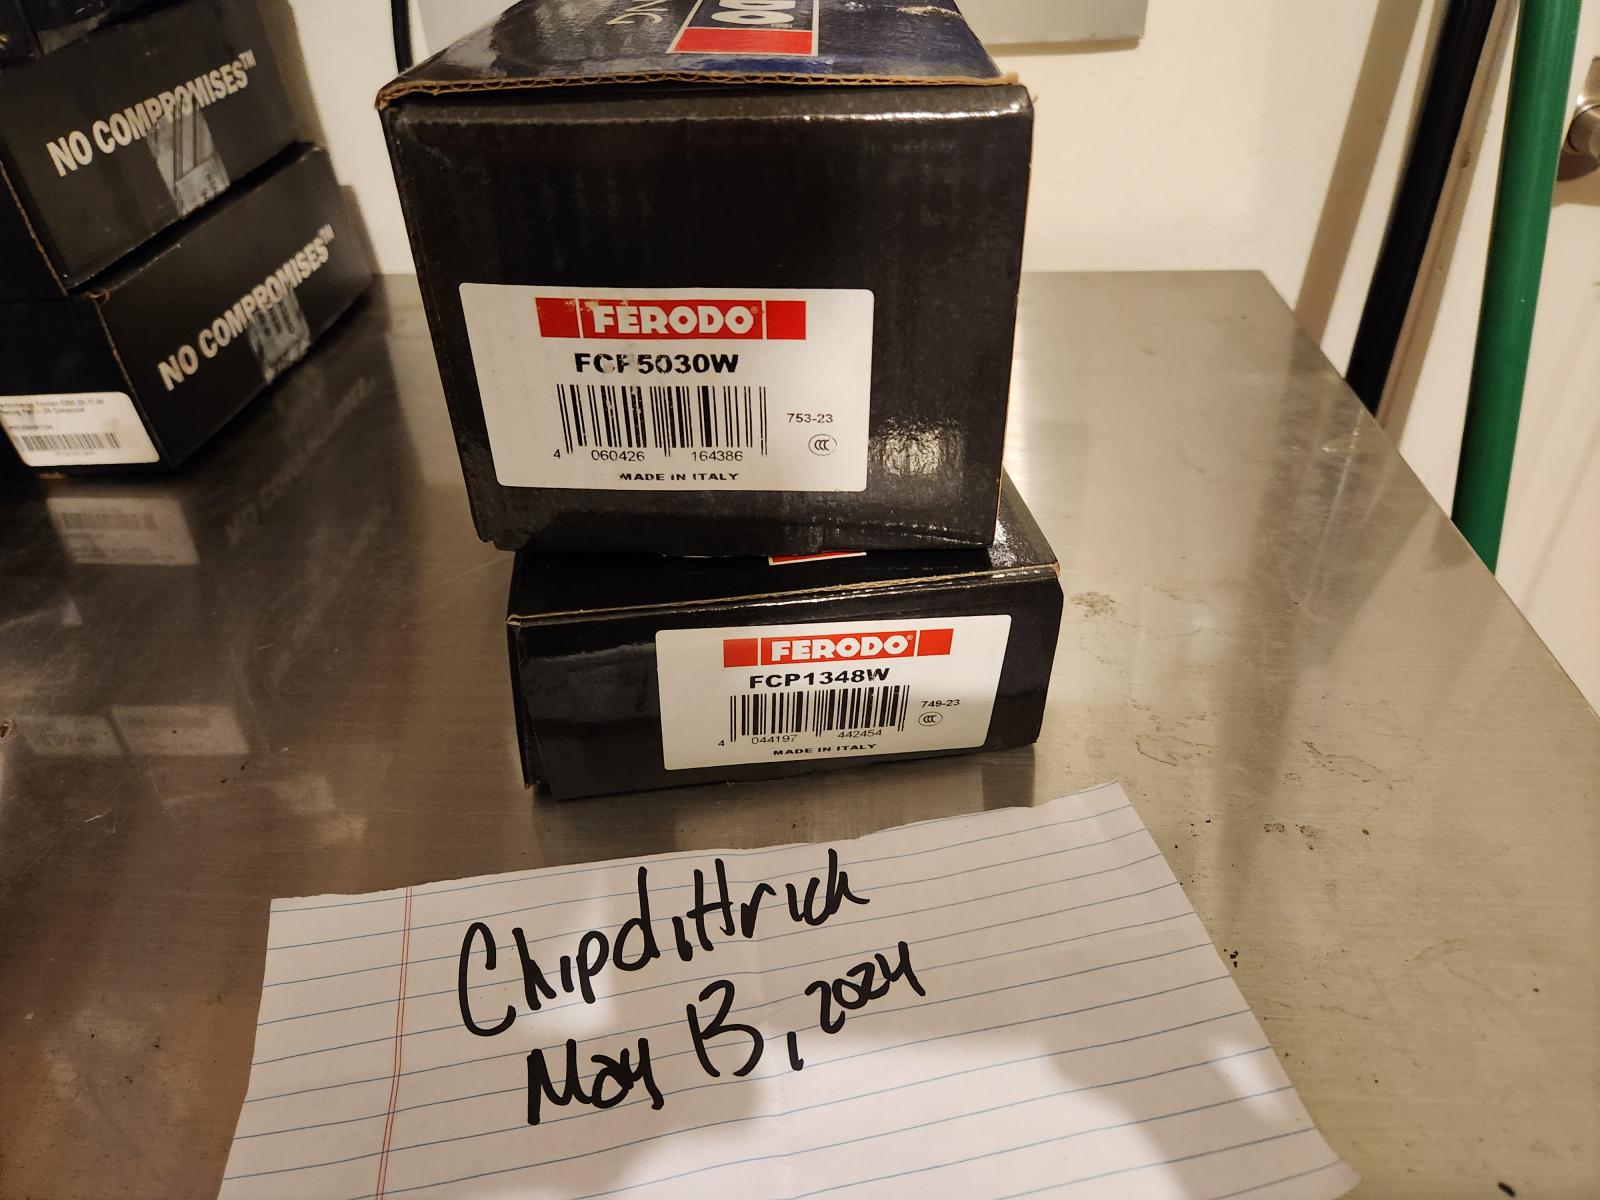 NO COMPROMISES™
NO COMPROMISES™
FERODO®
FCP5030W
753-23
4 060426 164386
MADE IN ITALY
FERODO®
FCP1348W
749-23
4 044197 442454
MADE IN ITALY
Chipdittrich
May 13, 2024